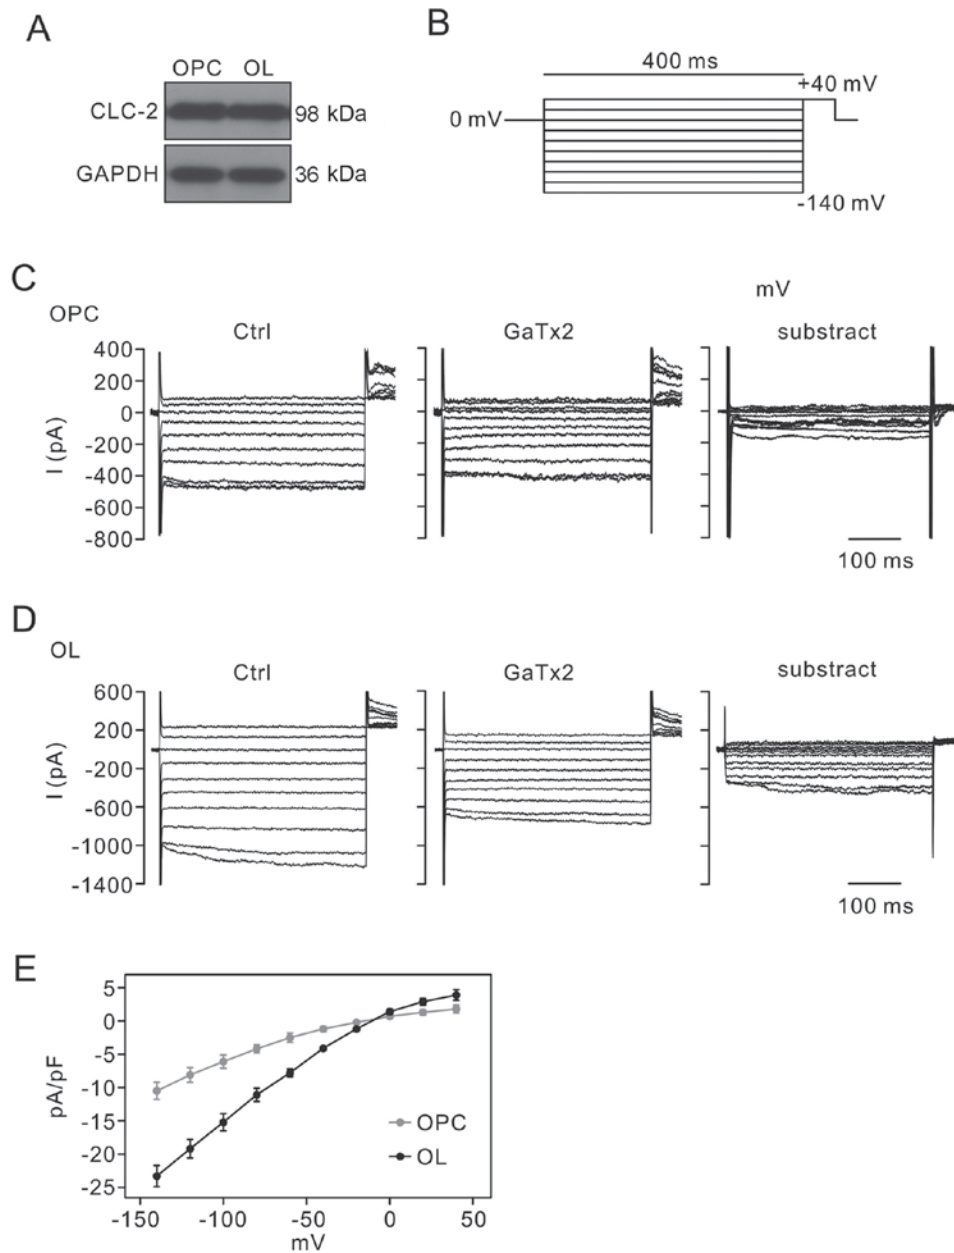 A
OPC OL
CLC-2 98 kDa
GAPDH 36 kDa
B
400 ms
+40 mV
0 mV
-140 mV
C
mV
OPC
Ctrl GaTx2 substract
400
200
0
-200
-400
-600
-800
I (pA)
100 ms
D
OL
Ctrl GaTx2 substract
600
200
-200
-600
-1000
-1400
I (pA)
100 ms
E
5
0
-5
-10
-15
-20
-25
pA/pF
OPC
OL
-150 -100 -50 0 50
mV